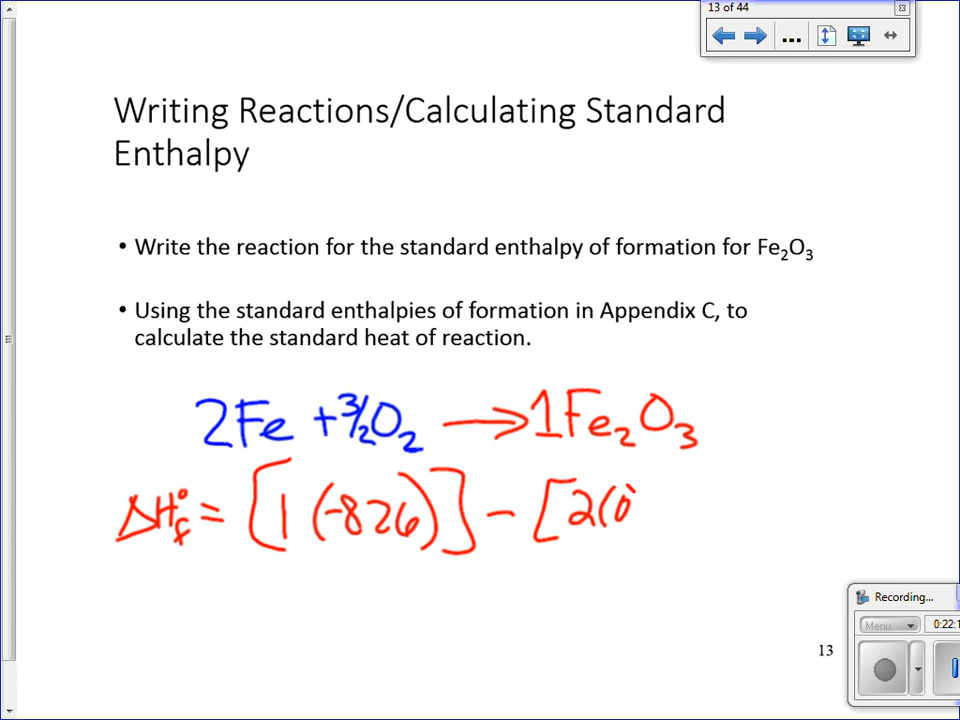 13 of 44
Writing Reactions/Calculating Standard
Enthalpy
• Write the reaction for the standard enthalpy of formation for Fe₂O₃
• Using the standard enthalpies of formation in Appendix C, to
calculate the standard heat of reaction.
2Fe + 3/2 O₂ → 1Fe₂O₃
ΔH°f = [1 (-826)] - [2(0)
Recording...
Menu
0:22:1
13